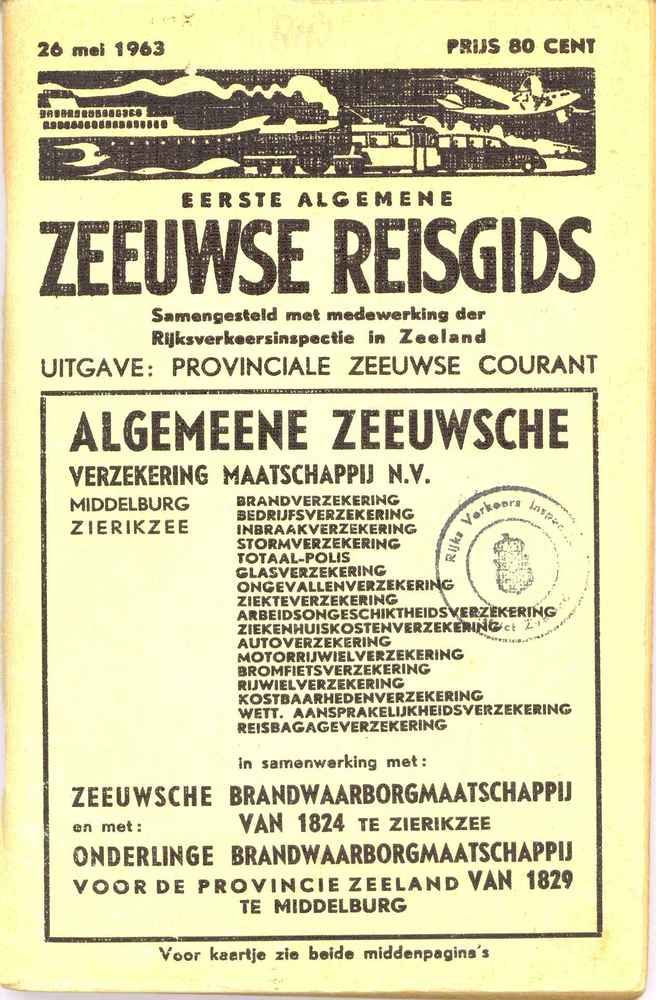 26 mei 1963 PRIJS 80 CENT
EERSTE ALGEMENE
ZEEUWSE REISGIDS
Samengesteld met medewerking der
Rijksverkeersinspectie in Zeeland
UITGAVE: PROVINCIALE ZEEUWSE COURANT
ALGEMEENE ZEEUWSCHE
VERZEKERING MAATSCHAPPIJ N.V.
MIDDELBURG
ZIERIKZEE
BRANDVERZEKERING
BEDRIJFSVERZEKERING
INBRAAKVERZEKERING
STORMVERZEKERING
TOTAAL-POLIS
GLASVERZEKERING
ONGEVALLENVERZEKERING
ZIEKTEVERZEKERING
ARBEIDSONGESCHIKTHEIDSVERZEKERING
ZIEKENHUISKOSTENVERZEKERING
AUTOVERZEKERING
MOTORRIJWIELVERZEKERING
BROMFIETSVERZEKERING
RIJWIELVERZEKERING
KOSTBAARHEDENVERZEKERING
WETT. AANSPRAKELIJKHEIDSVERZEKERING
REISBAGAGEVERZEKERING
Rijks Verkeers
in samenwerking met:
ZEEUWSCHE BRANDWAARBORGMAATSCHAPPIJ
en met: VAN 1824 TE ZIERIKZEE
ONDERLINGE BRANDWAARBORGMAATSCHAPPIJ
VOOR DE PROVINCIE ZEELAND VAN 1829
TE MIDDELBURG
Voor kaartje zie beide middenpagina's